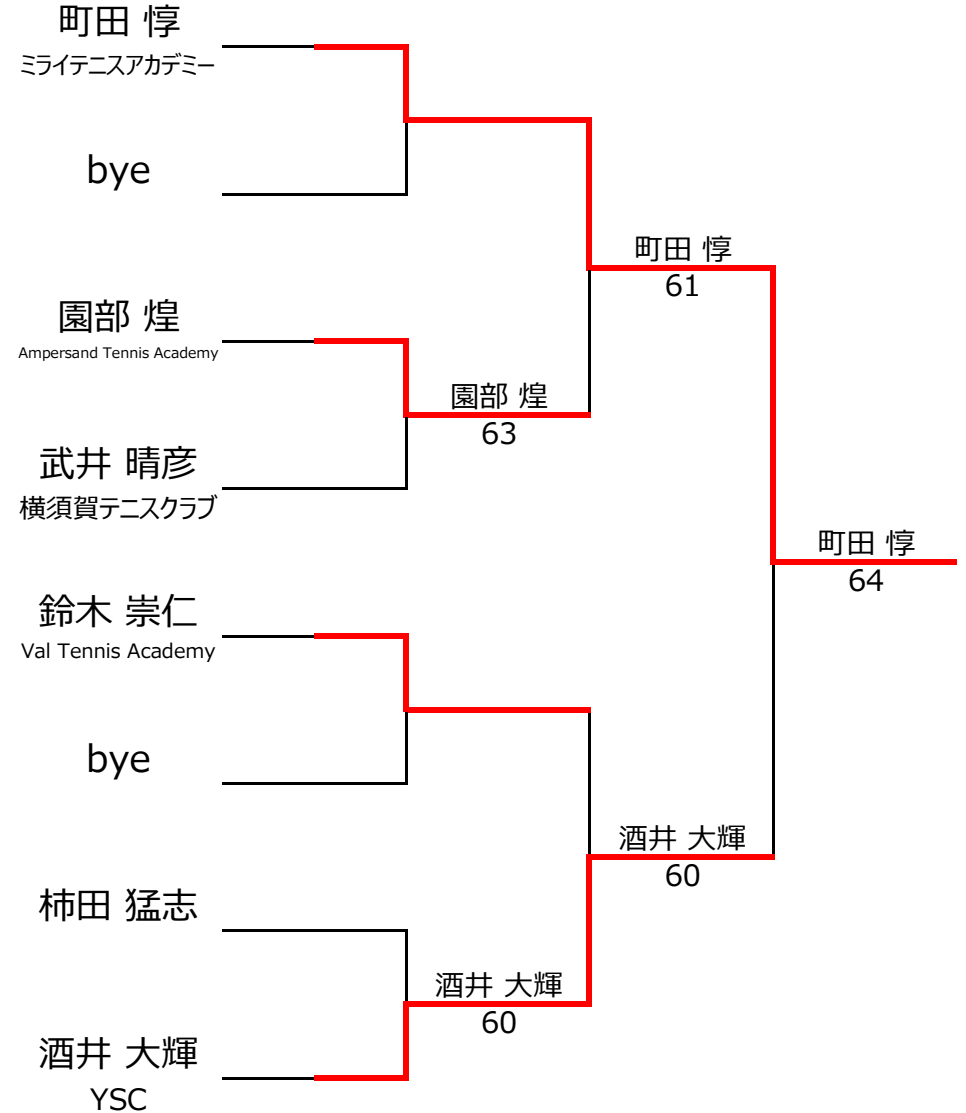 町田 惇
ミライテニスアカデミー
bye
園部 煌
Ampersand Tennis Academy
武井 晴彦
横須賀テニスクラブ
鈴木 崇仁
Val Tennis Academy
bye
柿田 猛志
酒井 大輝
YSC
園部 煌
63
酒井 大輝
60
町田 惇
61
酒井 大輝
60
町田 惇
64